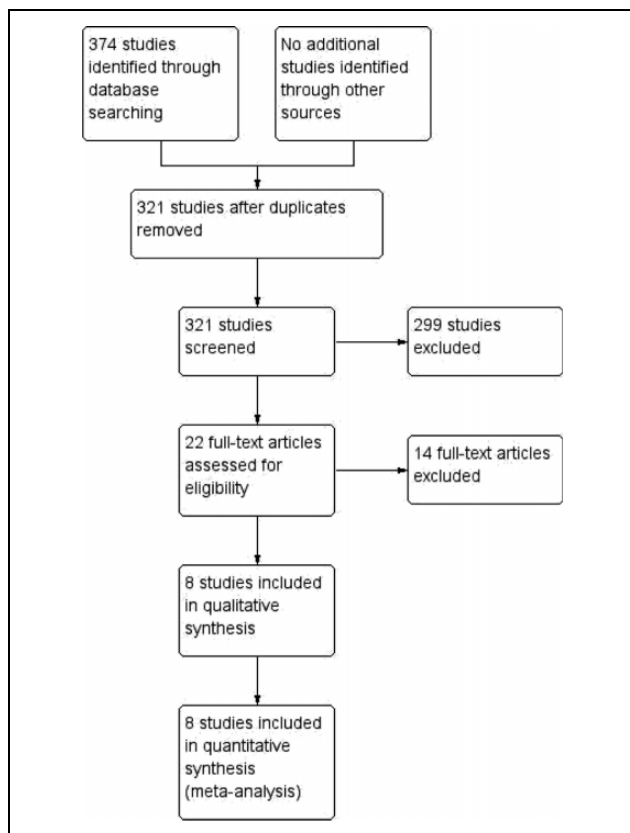 374 studies
identified through
database
searching
No additional
studies identified
through other
sources
321 studies after duplicates
removed
321 studies
screened
299 studies
excluded
22 full-text articles
assessed for
eligibility
14 full-text articles
excluded
8 studies included
in qualitative
synthesis
8 studies included
in quantitative
synthesis
(meta-analysis)